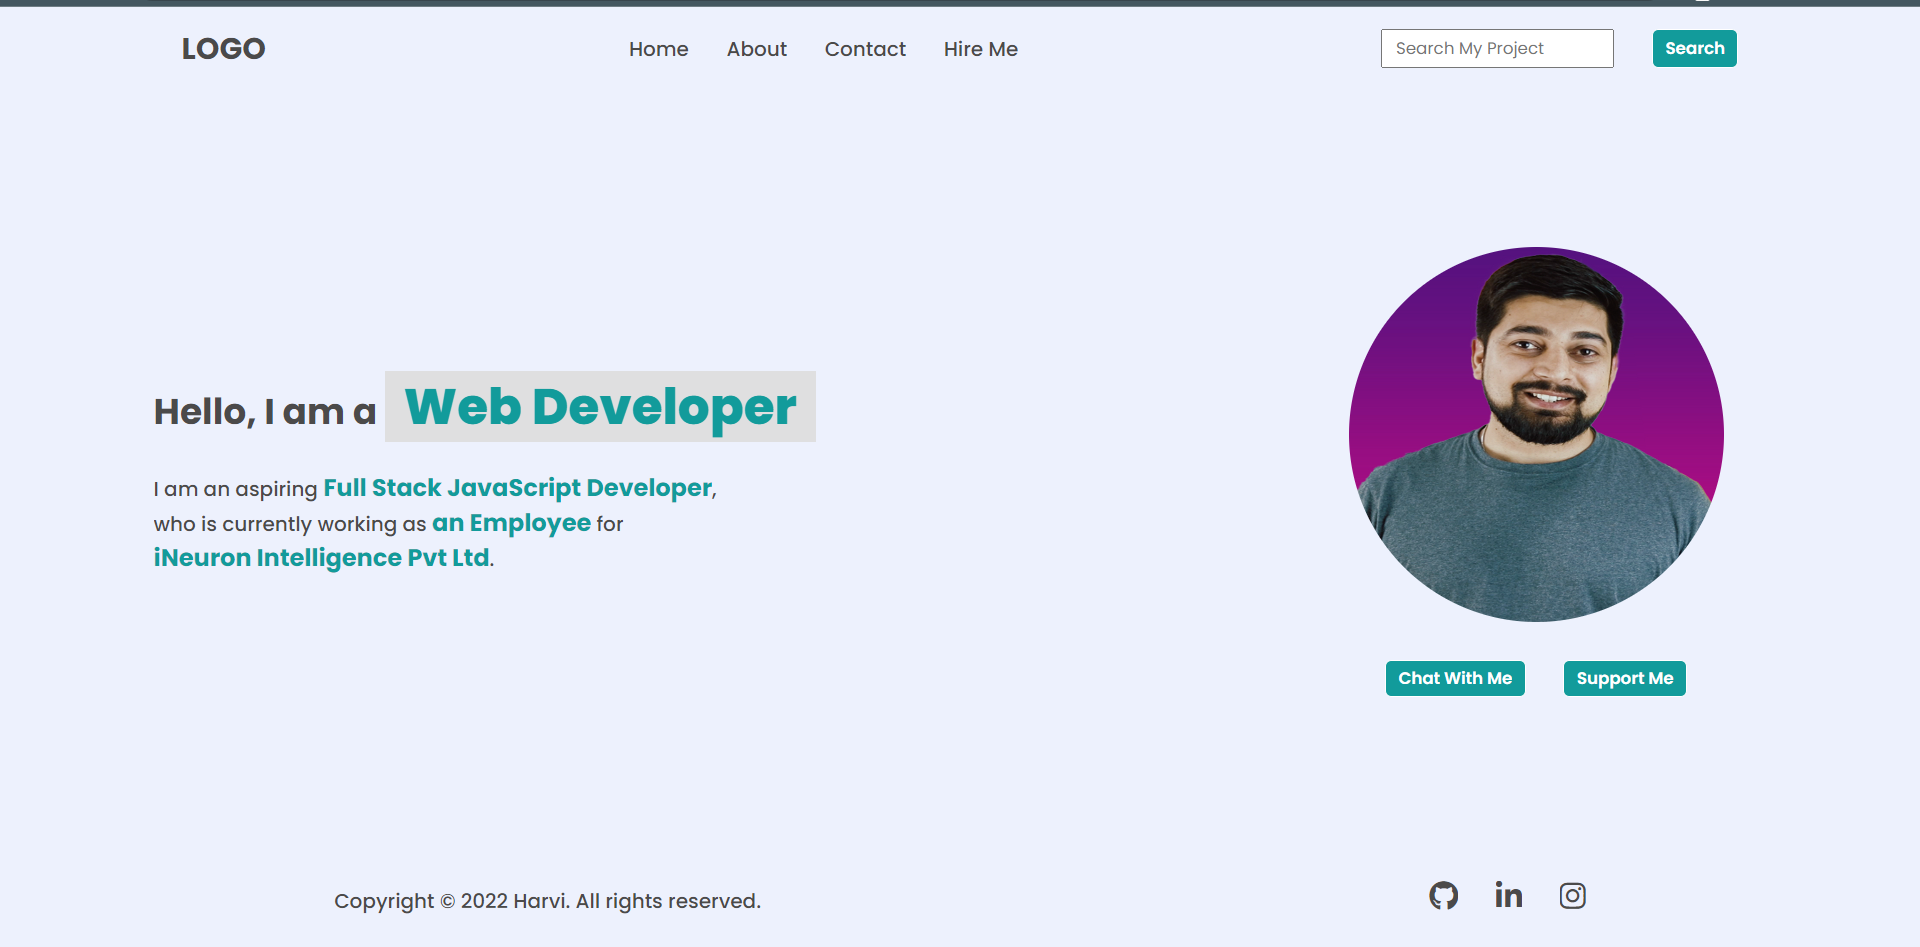 LOGO
Home About Contact Hire Me
Search My Project
Search
Hello, I am a Web Developer
I am an aspiring Full Stack JavaScript Developer,
who is currently working as an Employee for
iNeuron Intelligence Pvt Ltd.
Chat With Me
Support Me
Copyright © 2022 Harvi. All rights reserved.
in